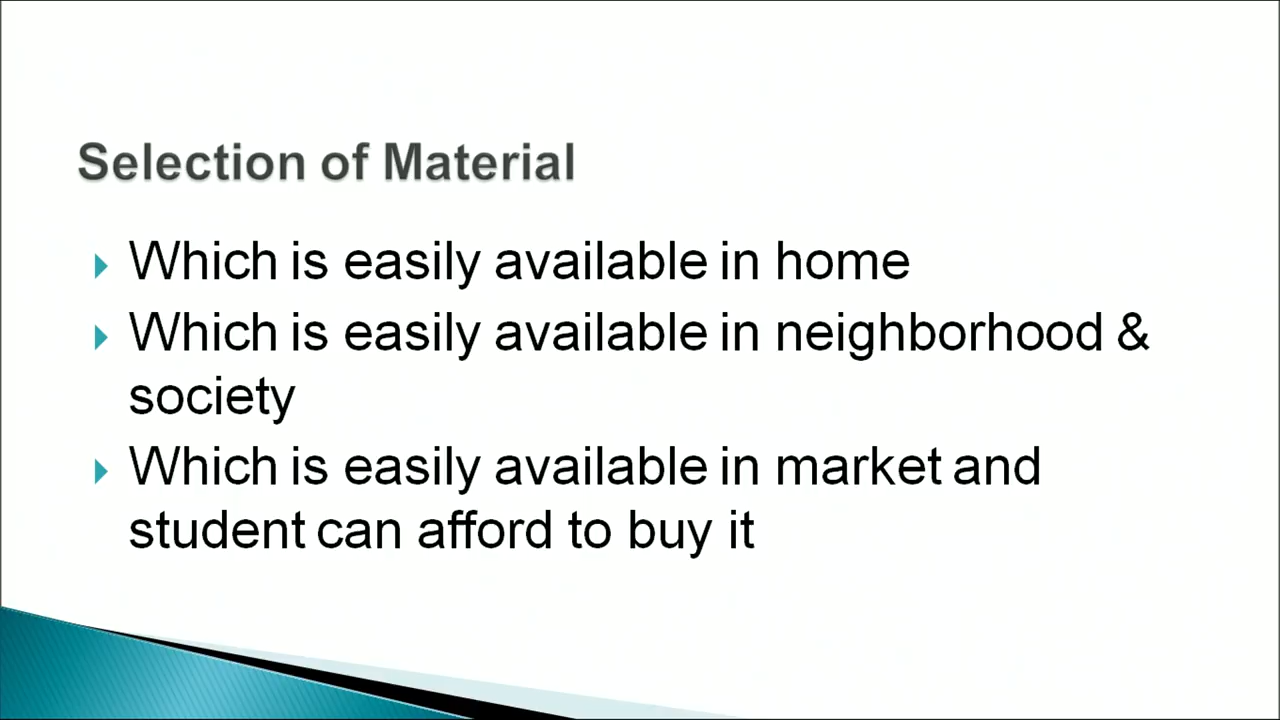 Selection of Material
Which is easily available in home
Which is easily available in neighborhood &
society
Which is easily available in market and
student can afford to buy it